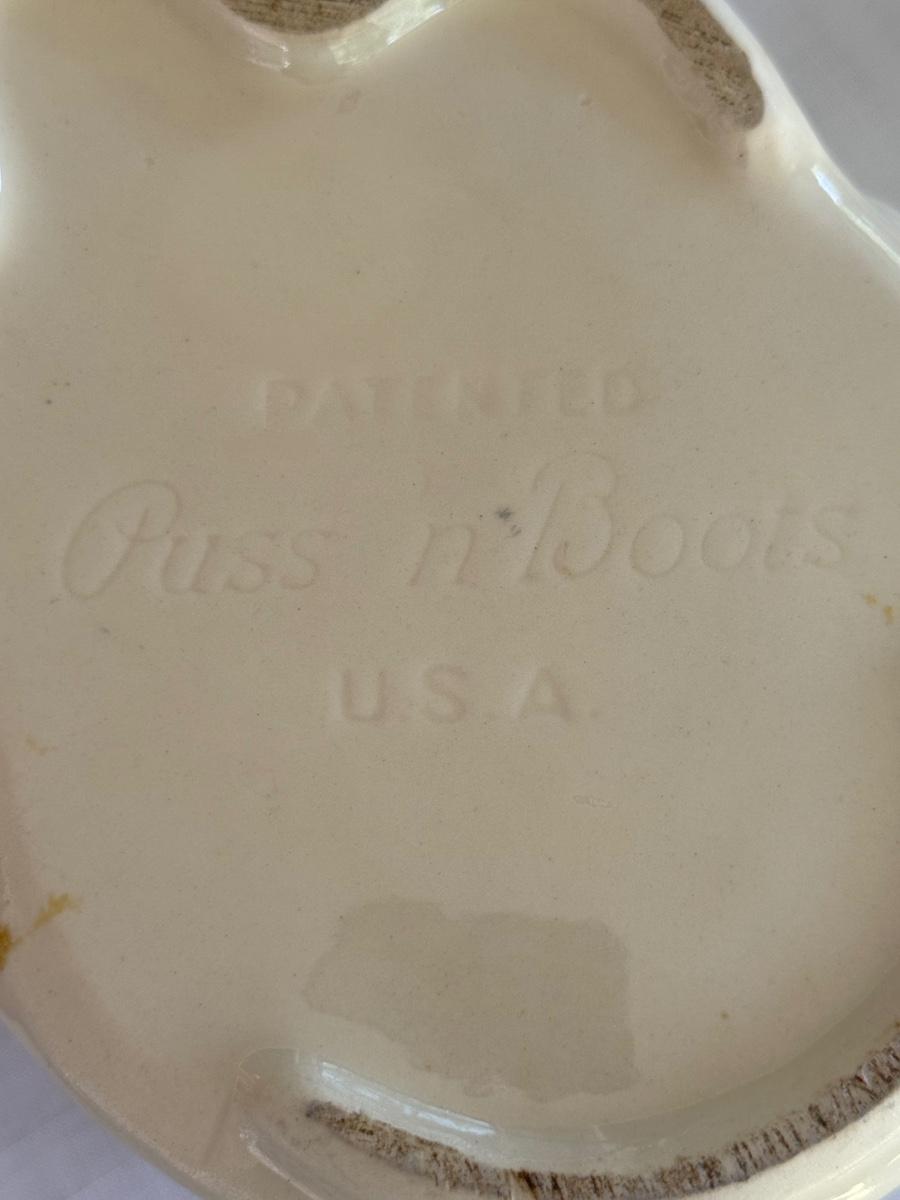 PATENTED
Puss 'n Boots
U.S.A.